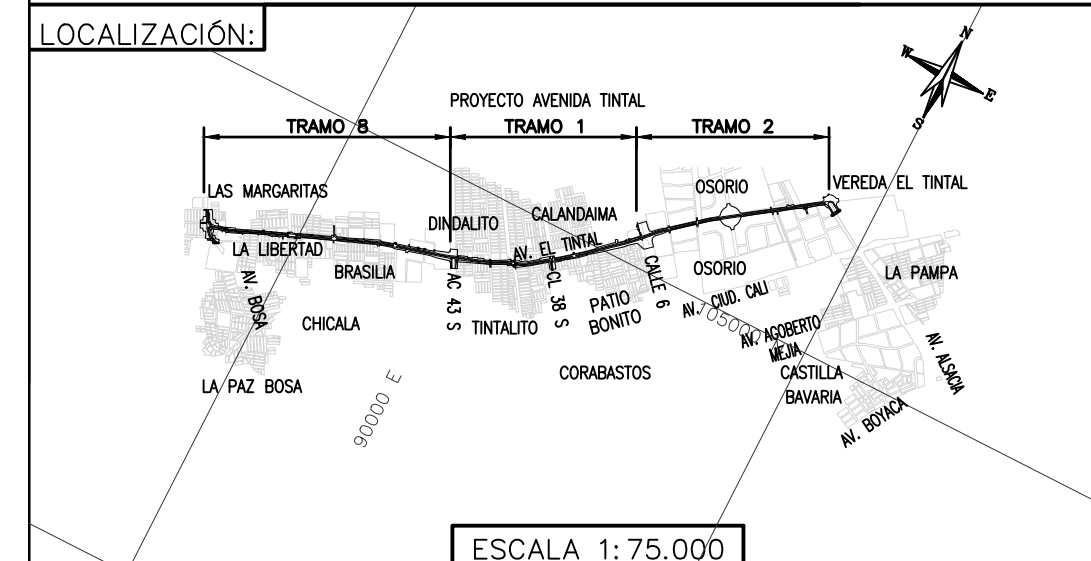 LOCALIZACIÓN:
N
W
E
S
PROYECTO AVENIDA TINTAL
TRAMO 8
TRAMO 1
TRAMO 2
LAS MARGARITAS
OSORIO
VEREDA EL TINTAL
DINDALITO
CALANDAIMA
LA LIBERTAD
AV. EL TINTAL
BRASILIA
OSORIO
LA PAMPA
AV. BOSA
AC 43 S
CL 38 S
CALLE 6
PATIO
BONITO
AV. CIUD. CALI
CHICALA
TINTALITO
105000
AV. AGOBERTO
MEJIA
AV. ALSACIA
LA PAZ BOSA
CORABASTOS
CASTILLA
BAVARIA
90000 E
AV. BOYACA
ESCALA 1:75.000